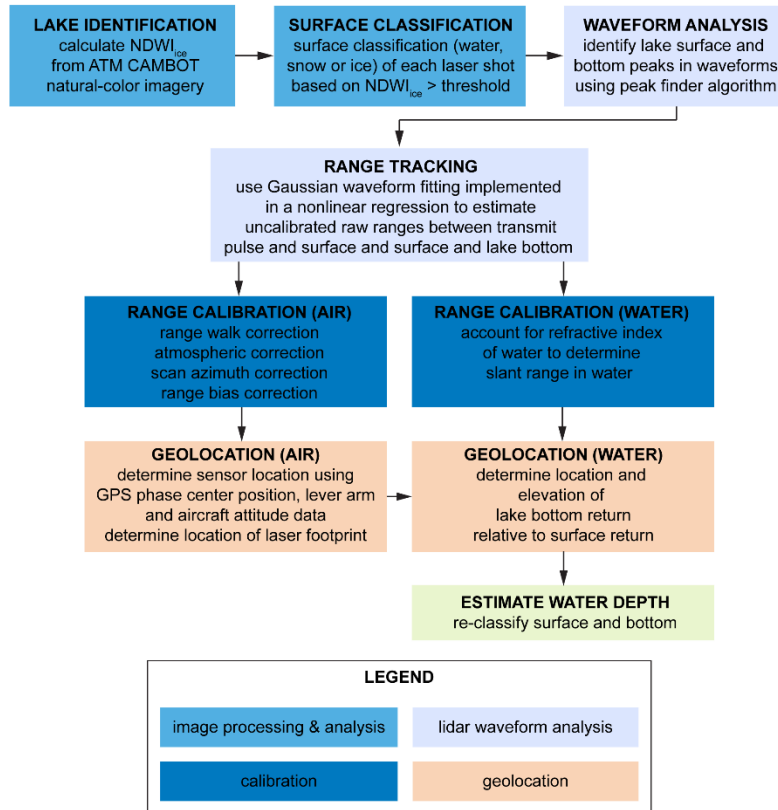 LAKE IDENTIFICATION
calculate NDWIice
from ATM CAMBOT
natural-color imagery
SURFACE CLASSIFICATION
surface classification (water,
snow or ice) of each laser shot
based on NDWIice > threshold
WAVEFORM ANALYSIS
identify lake surface and
bottom peaks in waveforms
using peak finder algorithm
RANGE TRACKING
use Gaussian waveform fitting implemented
in a nonlinear regression to estimate
uncalibrated raw ranges between transmit
pulse and surface and surface and lake bottom
RANGE CALIBRATION (AIR)
range walk correction
atmospheric correction
scan azimuth correction
range bias correction
RANGE CALIBRATION (WATER)
account for refractive index
of water to determine
slant range in water
GEOLOCATION (AIR)
determine sensor location using
GPS phase center position, lever arm
and aircraft attitude data
determine location of laser footprint
GEOLOCATION (WATER)
determine location and
elevation of
lake bottom return
relative to surface return
ESTIMATE WATER DEPTH
re-classify surface and bottom
LEGEND
image processing & analysis
lidar waveform analysis
calibration
geolocation